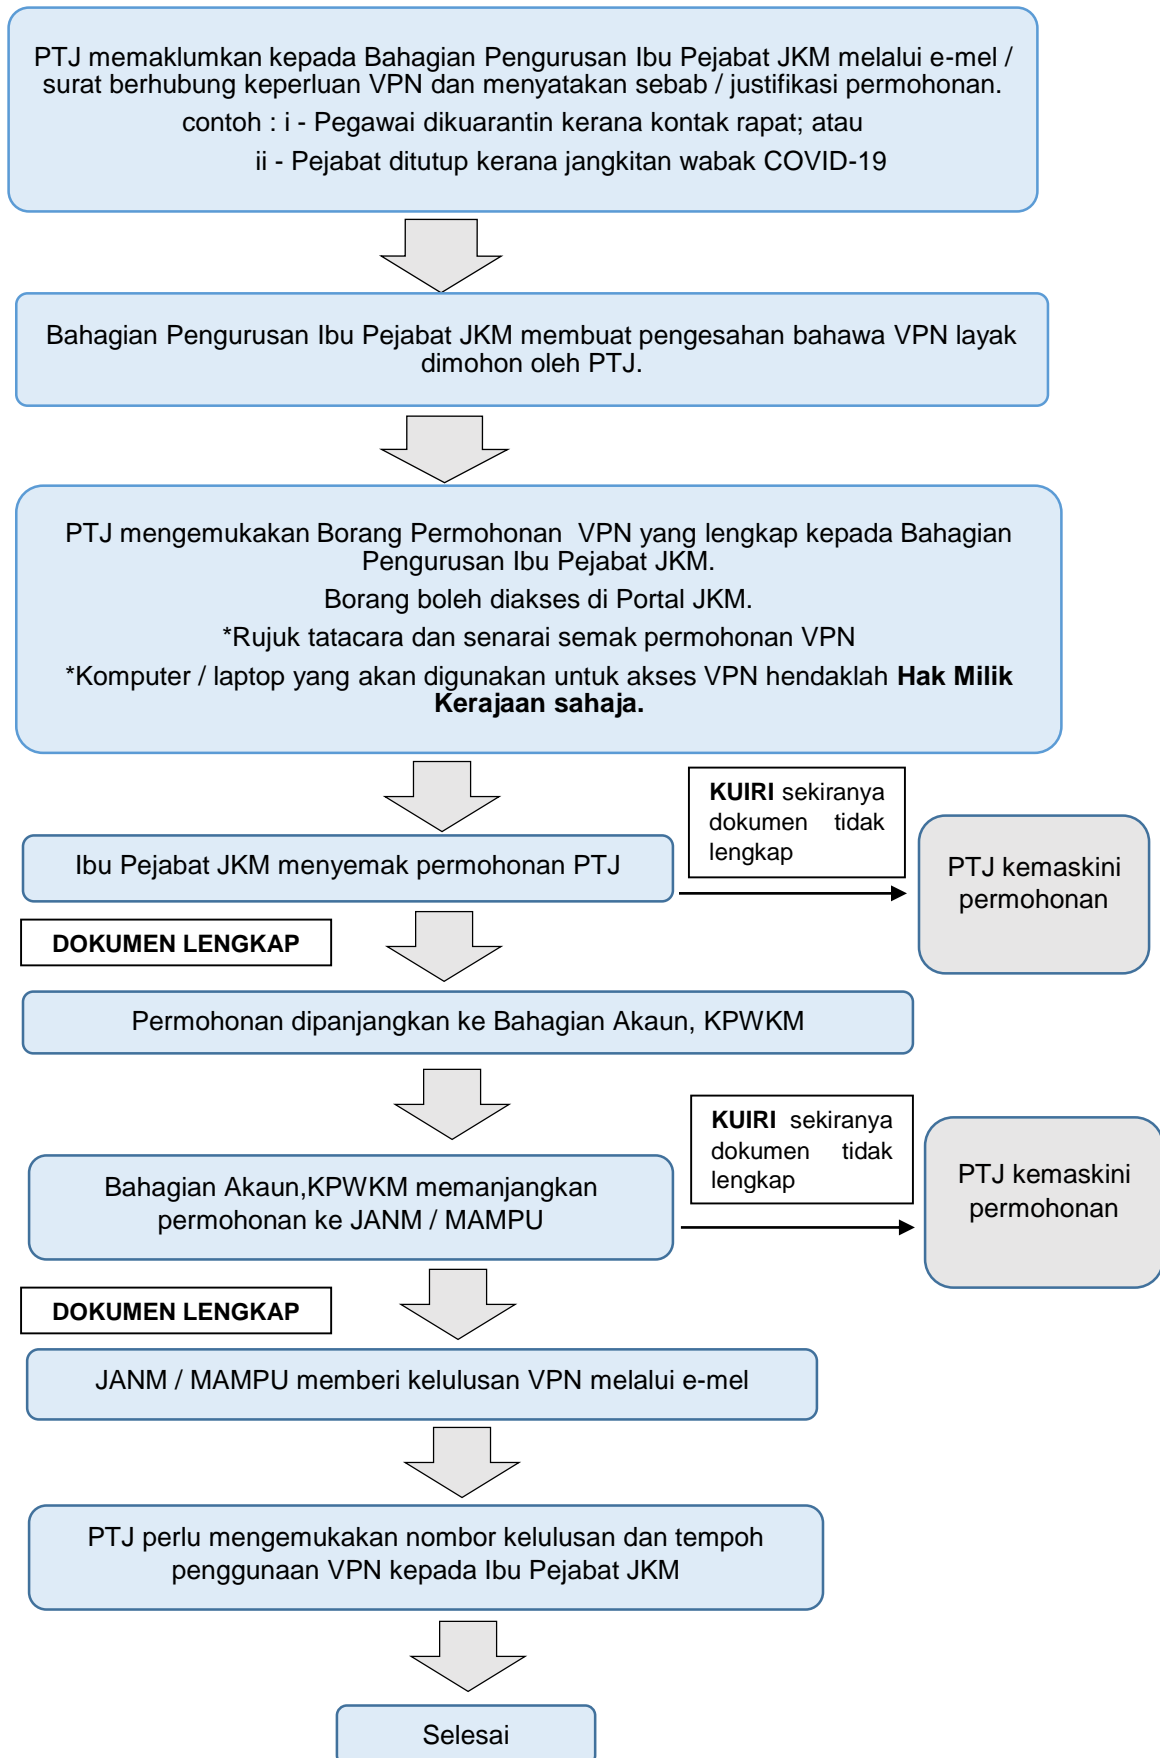 PTJ memaklumkan kepada Bahagian Pengurusan Ibu Pejabat JKM melalui e-mel /
surat berhubung keperluan VPN dan menyatakan sebab / justifikasi permohonan.
contoh : i - Pegawai dikuarantin kerana kontak rapat; atau
ii - Pejabat ditutup kerana jangkitan wabak COVID-19
Bahagian Pengurusan Ibu Pejabat JKM membuat pengesahan bahawa VPN layak
dimohon oleh PTJ.
PTJ mengemukakan Borang Permohonan  VPN yang lengkap kepada Bahagian
Pengurusan Ibu Pejabat JKM.
Borang boleh diakses di Portal JKM.
*Rujuk tatacara dan senarai semak permohonan VPN
*Komputer / laptop yang akan digunakan untuk akses VPN hendaklah Hak Milik
Kerajaan sahaja.
KUIRI sekiranya
dokumen tidak
lengkap
Ibu Pejabat JKM menyemak permohonan PTJ
PTJ kemaskini
permohonan
DOKUMEN LENGKAP
Permohonan dipanjangkan ke Bahagian Akaun, KPWKM
KUIRI sekiranya
dokumen tidak
lengkap
Bahagian Akaun,KPWKM memanjangkan
permohonan ke JANM / MAMPU
PTJ kemaskini
permohonan
DOKUMEN LENGKAP
JANM / MAMPU memberi kelulusan VPN melalui e-mel
PTJ perlu mengemukakan nombor kelulusan dan tempoh
penggunaan VPN kepada Ibu Pejabat JKM
Selesai